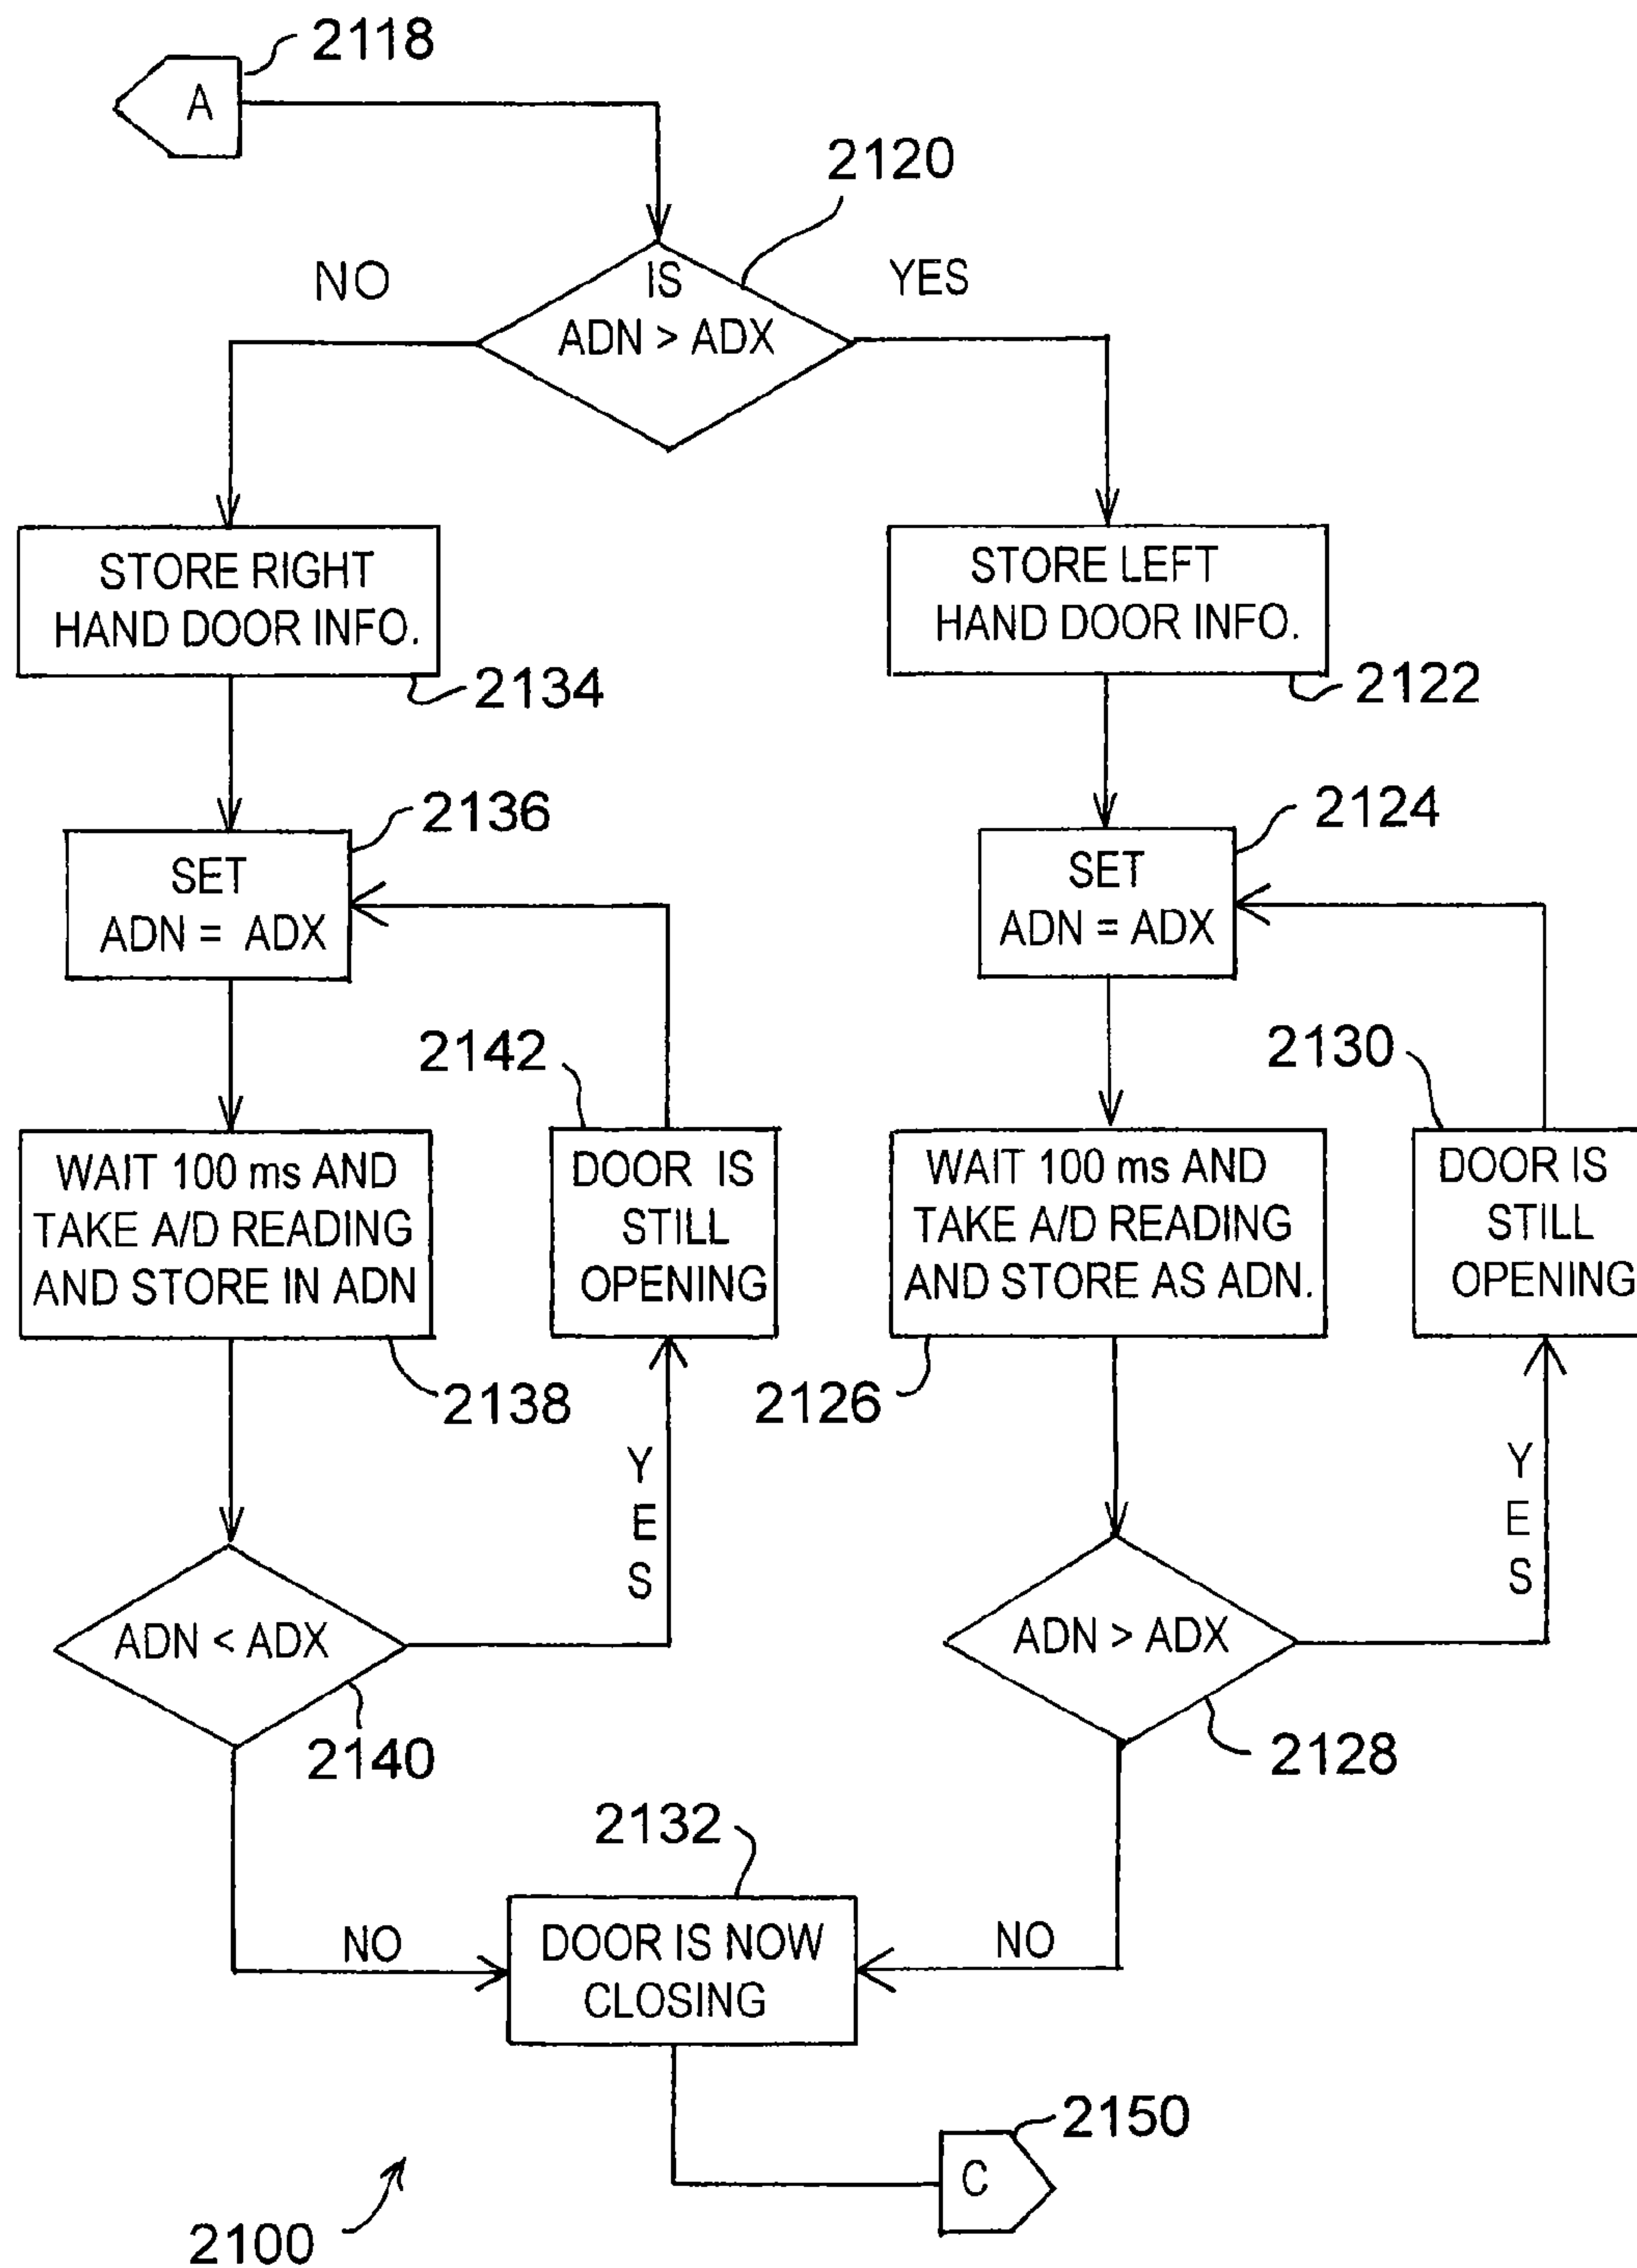 2118
A
2120
NO
IS
YES
ADN > ADX
STORE RIGHT
HAND DOOR INFO.
2134
STORE LEFT
HAND DOOR INFO.
2122
2136
SET
ADN = ADX
2124
SET
ADN = ADX
2142
2130
WAIT 100 ms AND
TAKE A/D READING
AND STORE IN ADN
2138
DOOR IS
STILL
OPENING
WAIT 100 ms AND
TAKE A/D READING
AND STORE AS ADN.
2126
DOOR IS
STILL
OPENING
YES
YES
ADN < ADX
2140
ADN > ADX
2128
2132
NO
DOOR IS NOW
CLOSING
NO
2150
C
2100